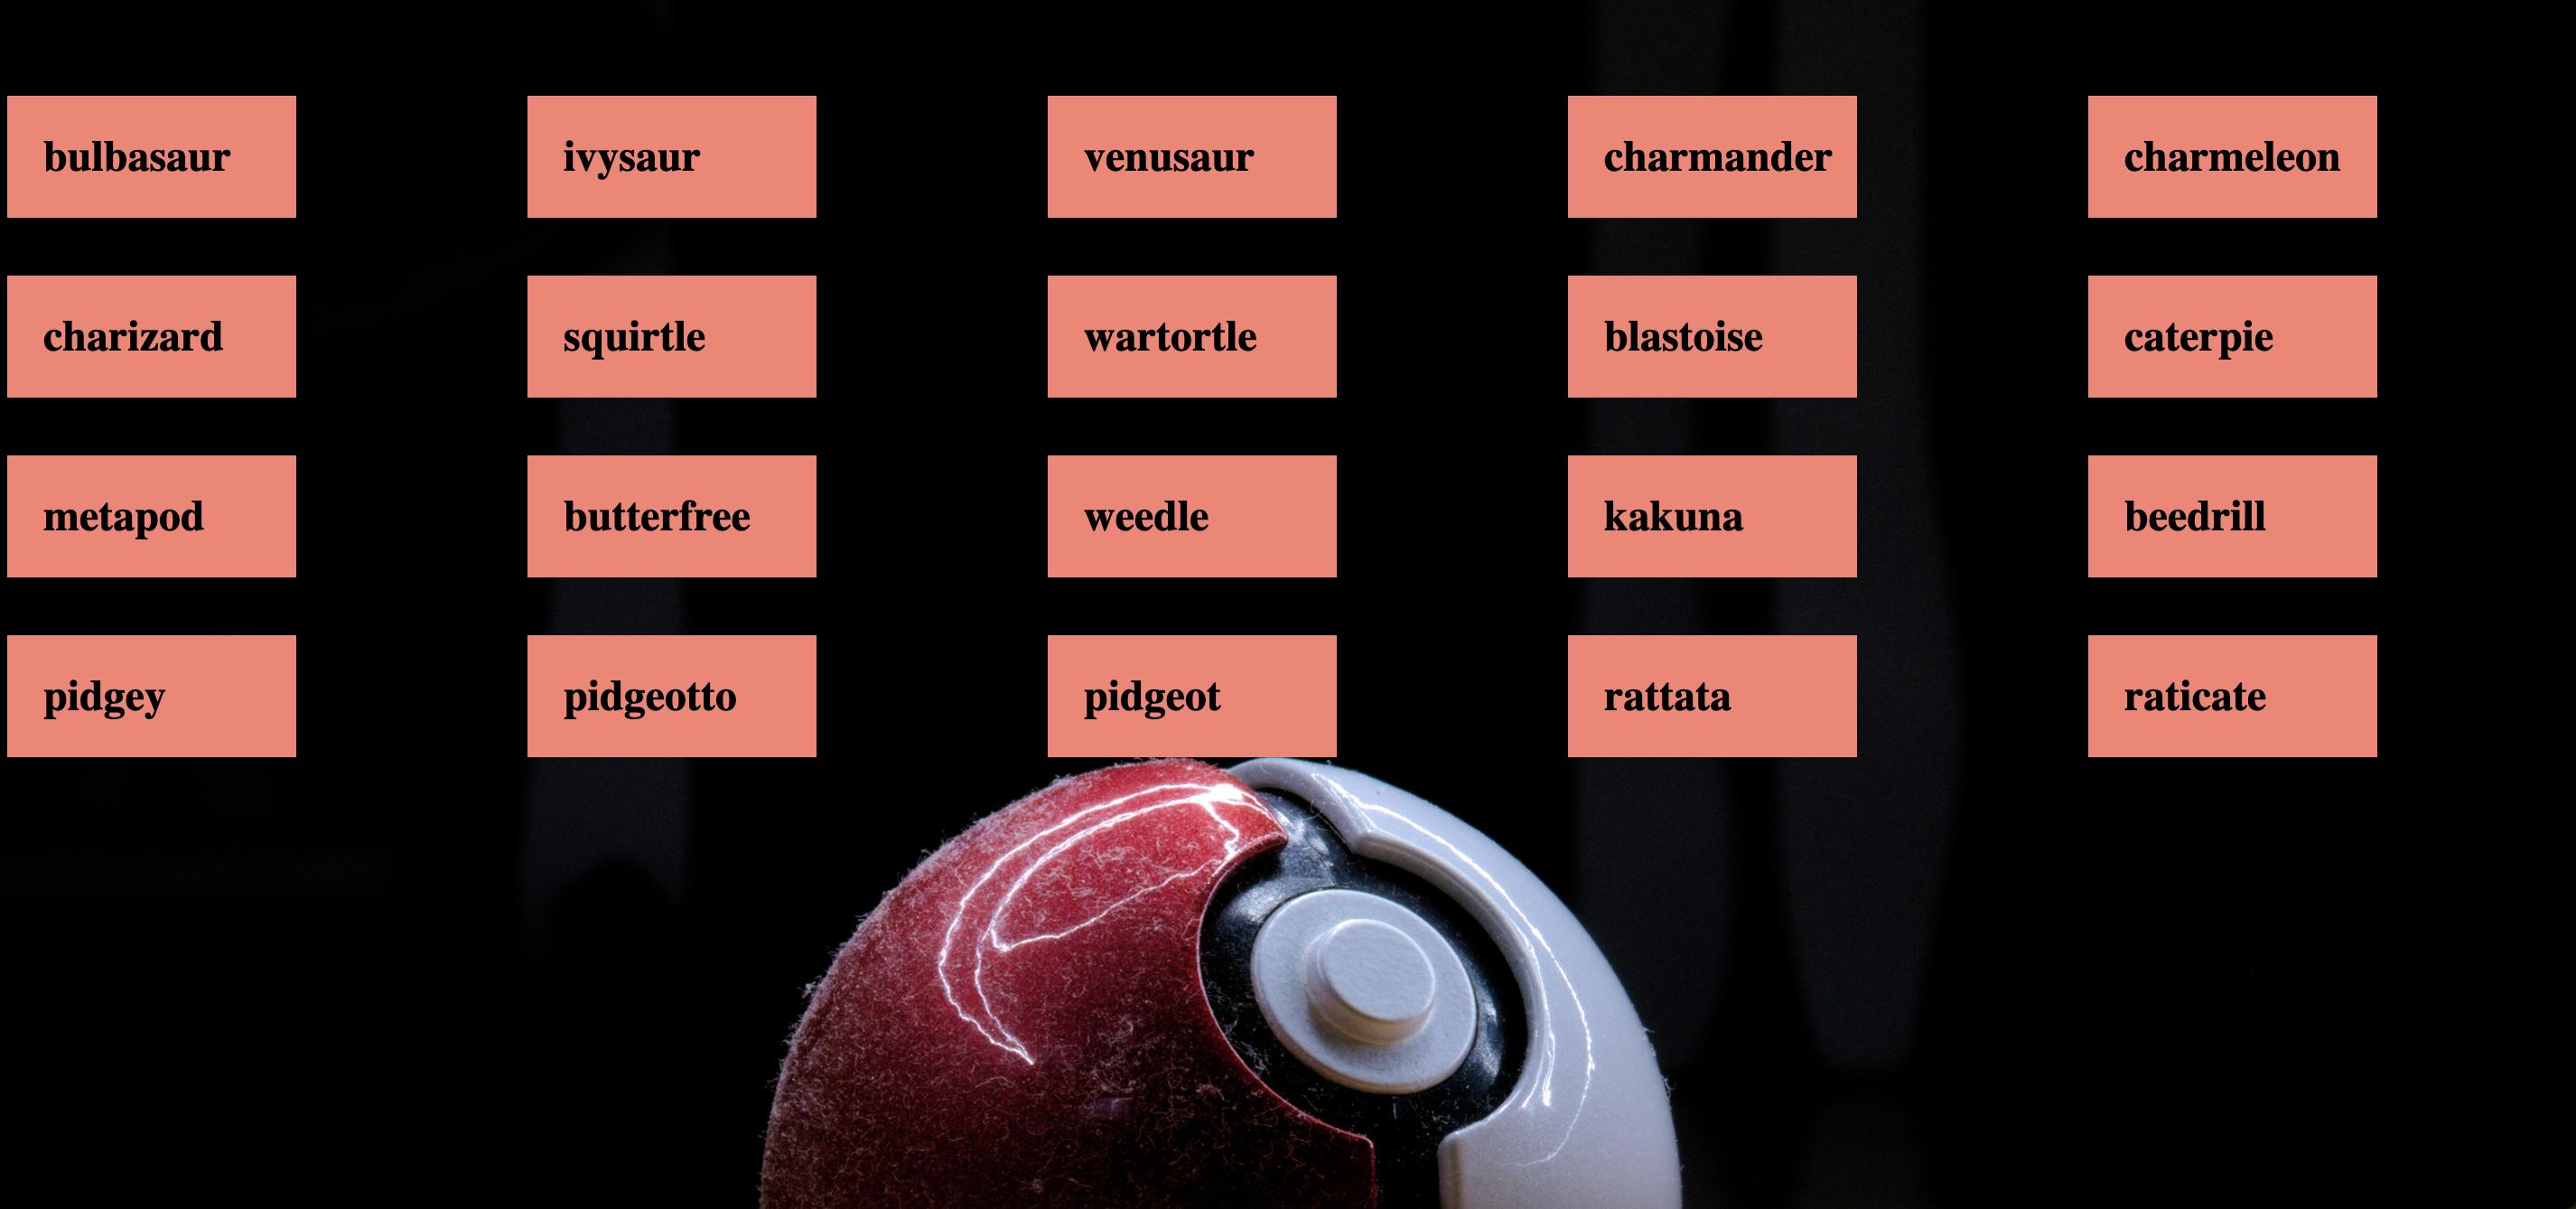 bulbasaur
ivysaur
venusaur
charmander
charmeleon
charizard
squirtle
wartortle
blastoise
caterpie
metapod
butterfree
weedle
kakuna
beedrill
pidgey
pidgeotto
pidgeot
rattata
raticate